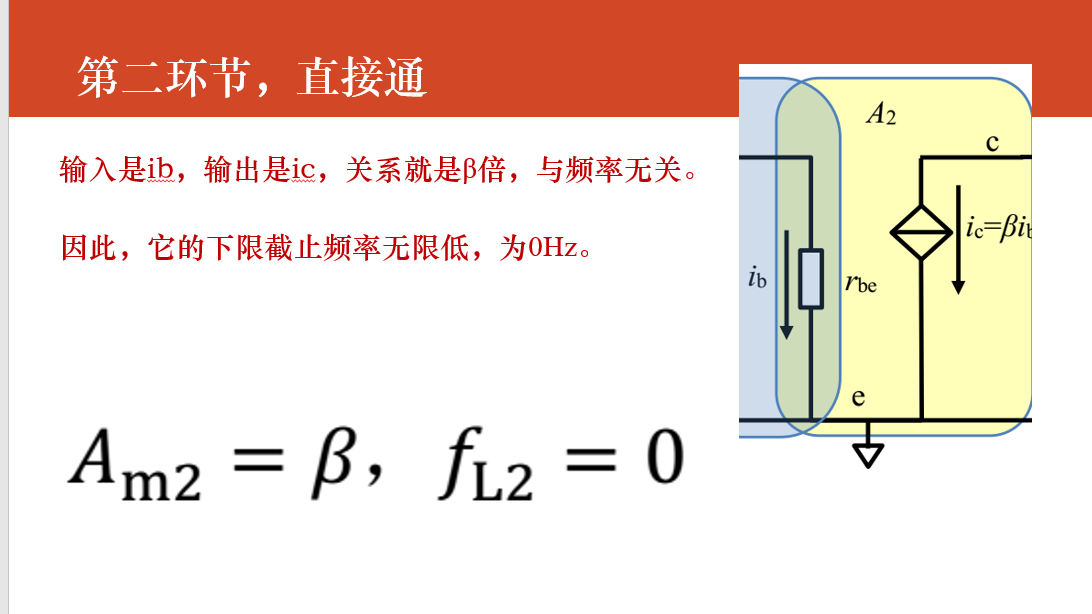 第二环节，直接通
输入是ib，输出是ic，关系就是β倍，与频率无关。
因此，它的下限截止频率无限低，为0Hz。
A2
c
ic=βib
ib
rbe
e
Am2 = β，fL2 = 0